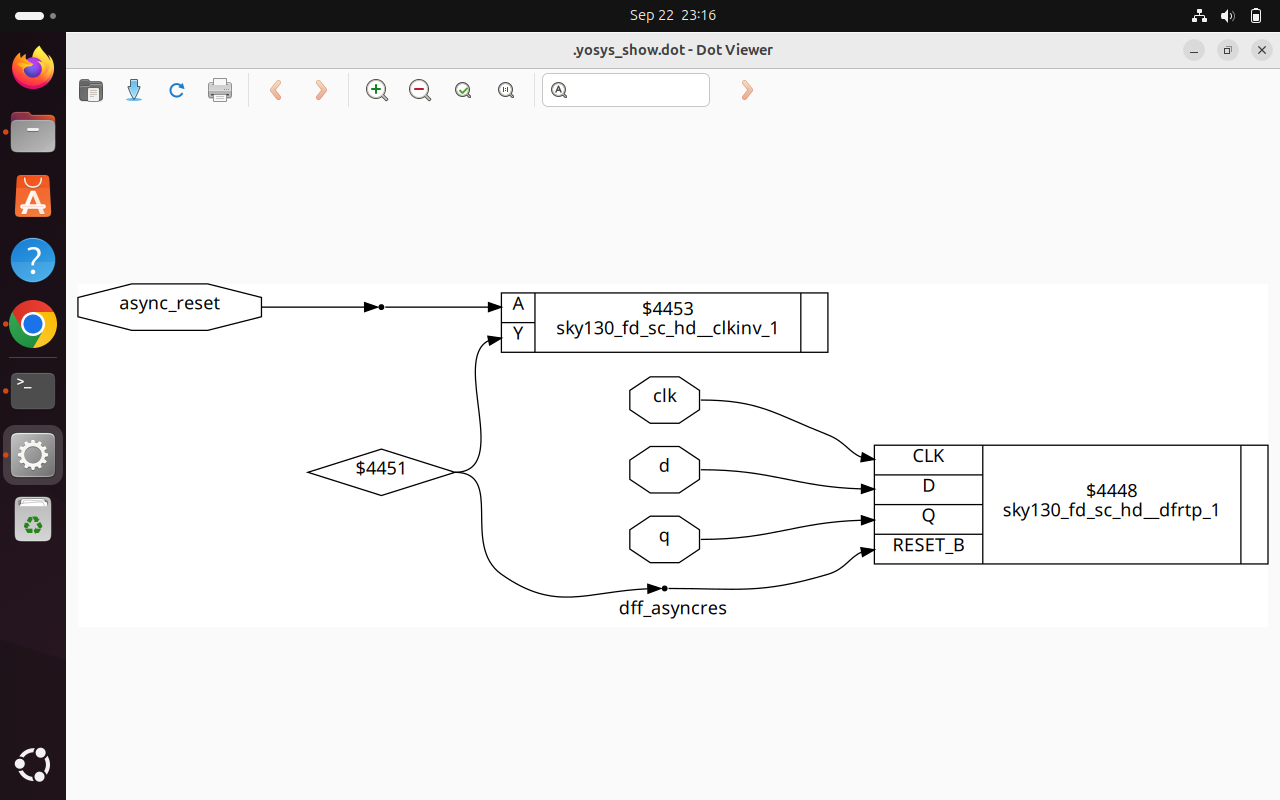 Sep 22 23:16
.yosys_show.dot - Dot Viewer
async_reset
A
Y
$4453
sky130_fd_sc_hd__clkinv_1
clk
$4451
d
q
dff_asyncres
CLK
D
Q
RESET_B
$4448
sky130_fd_sc_hd__dfrtp_1